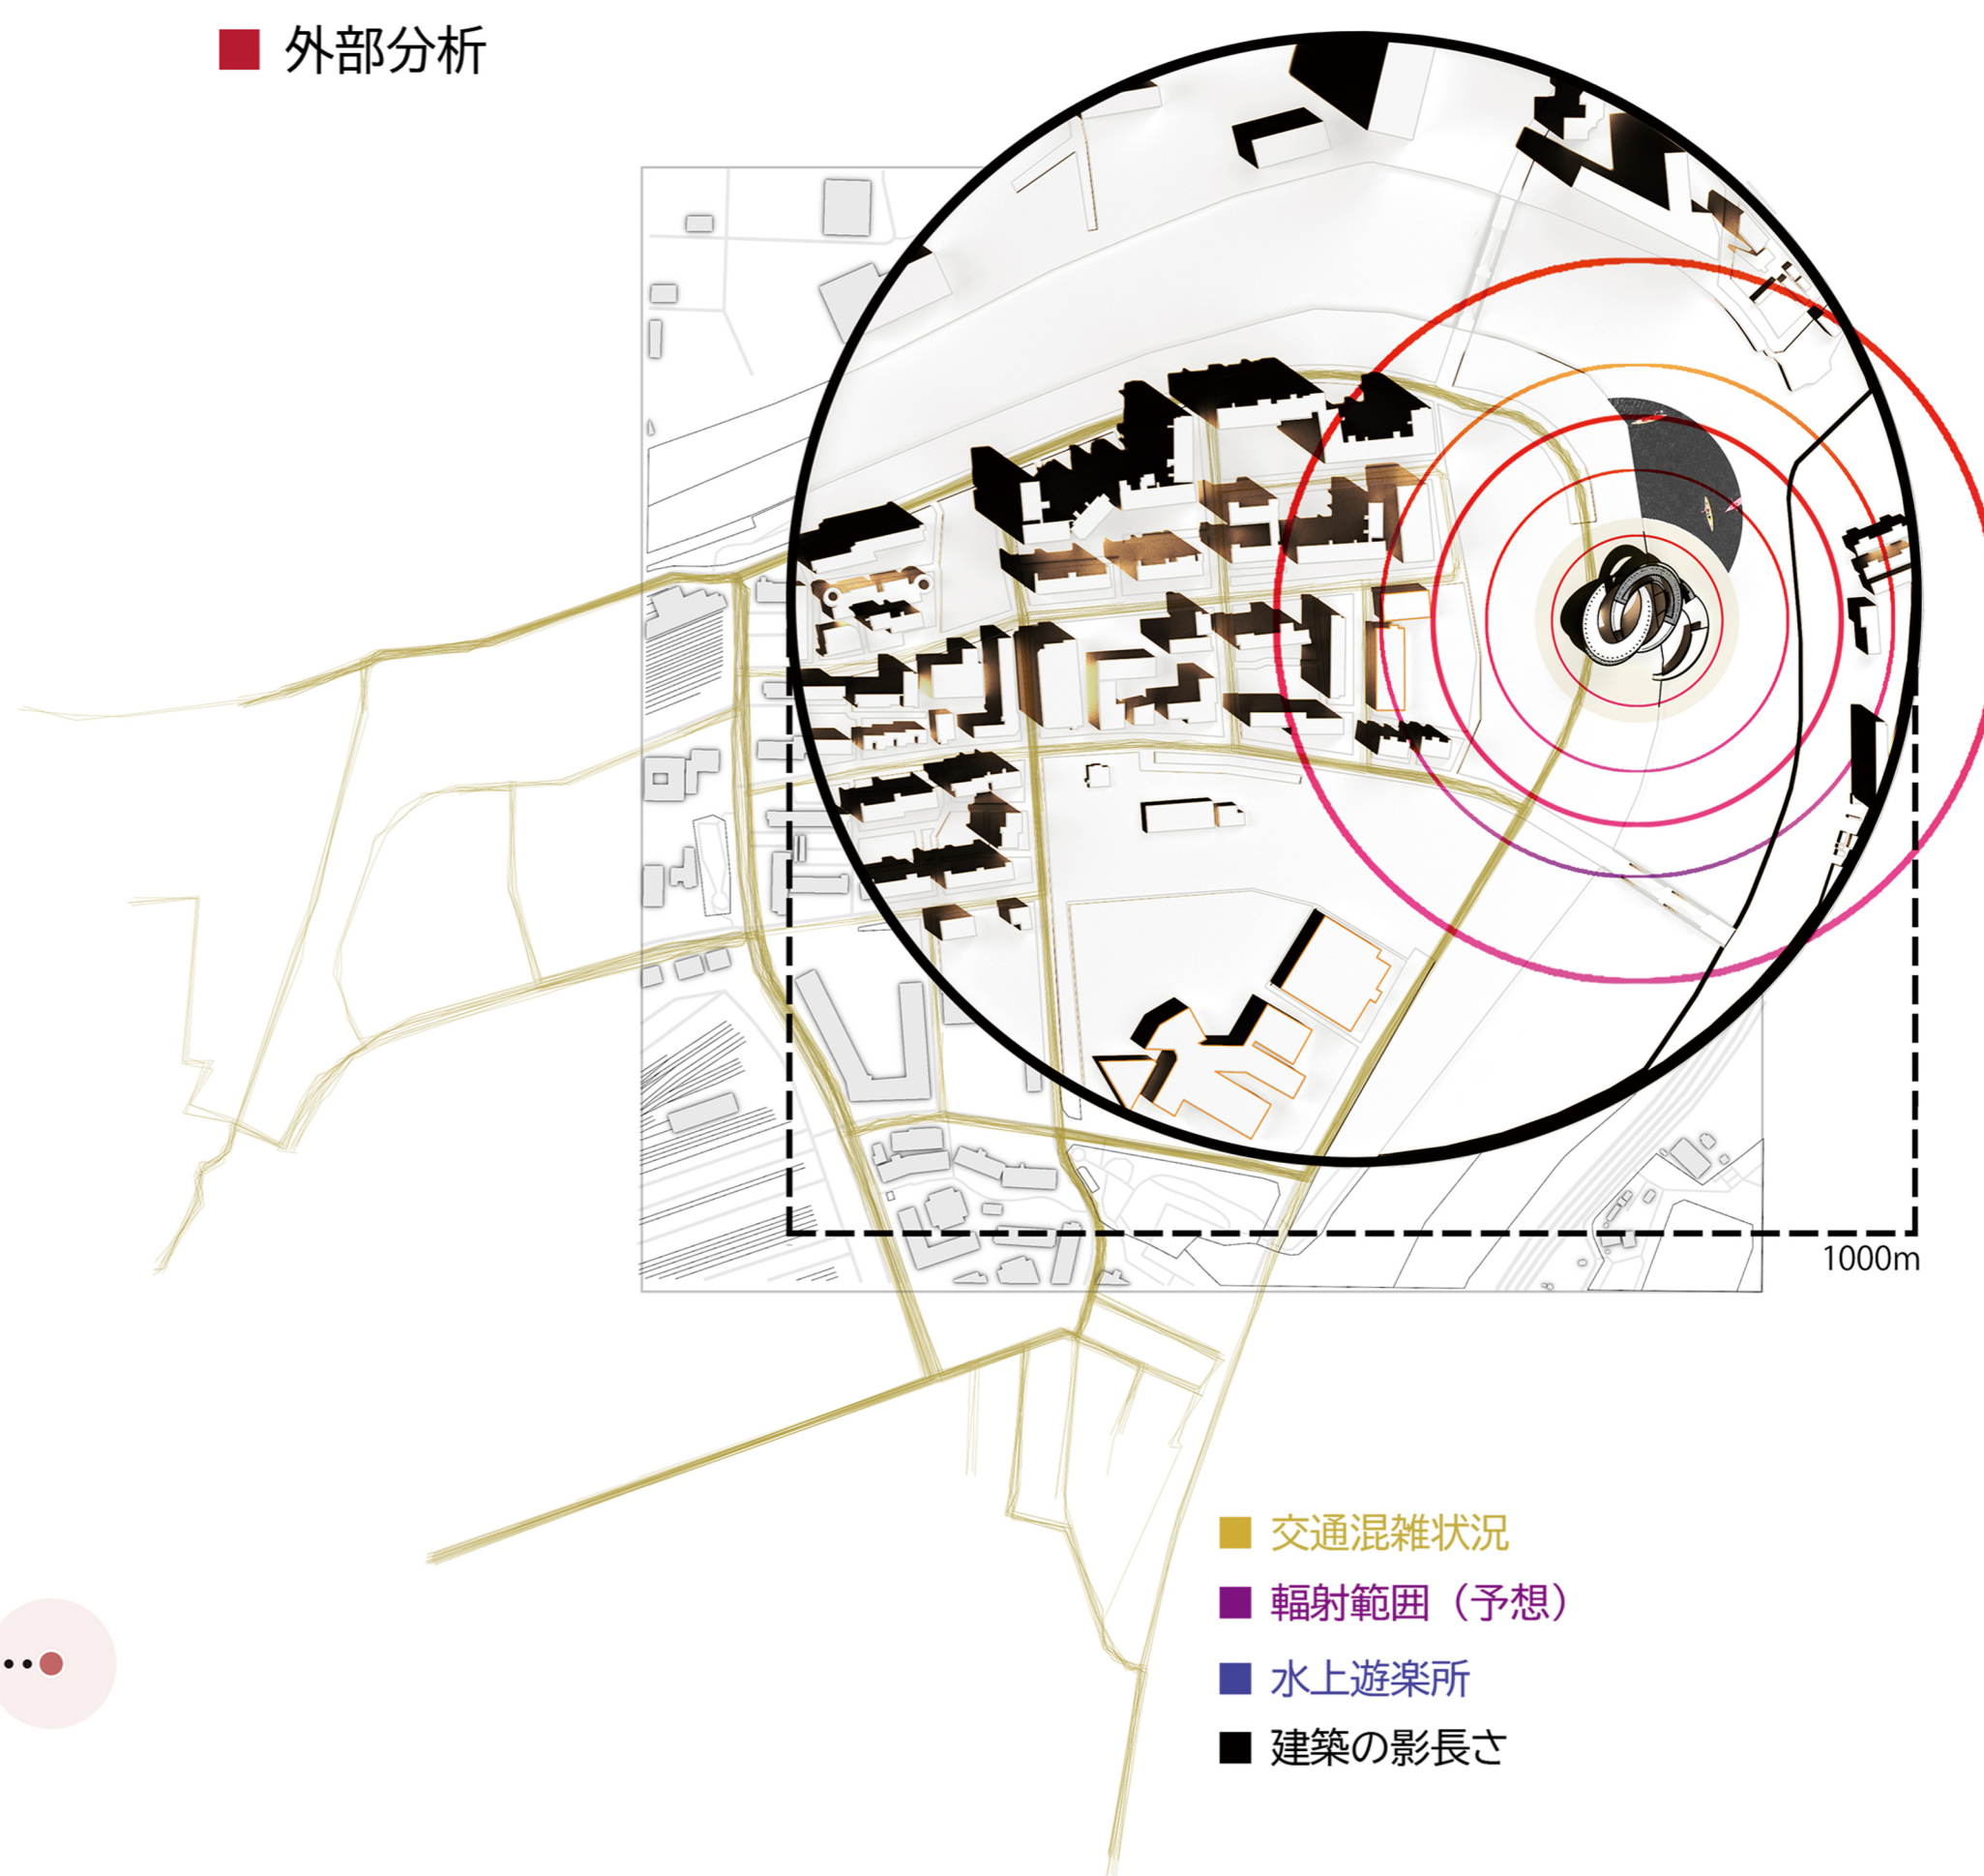 外部分析
1000m
交通混雑状況
輻射範囲（予想）
水上遊楽所
建築の影長さ